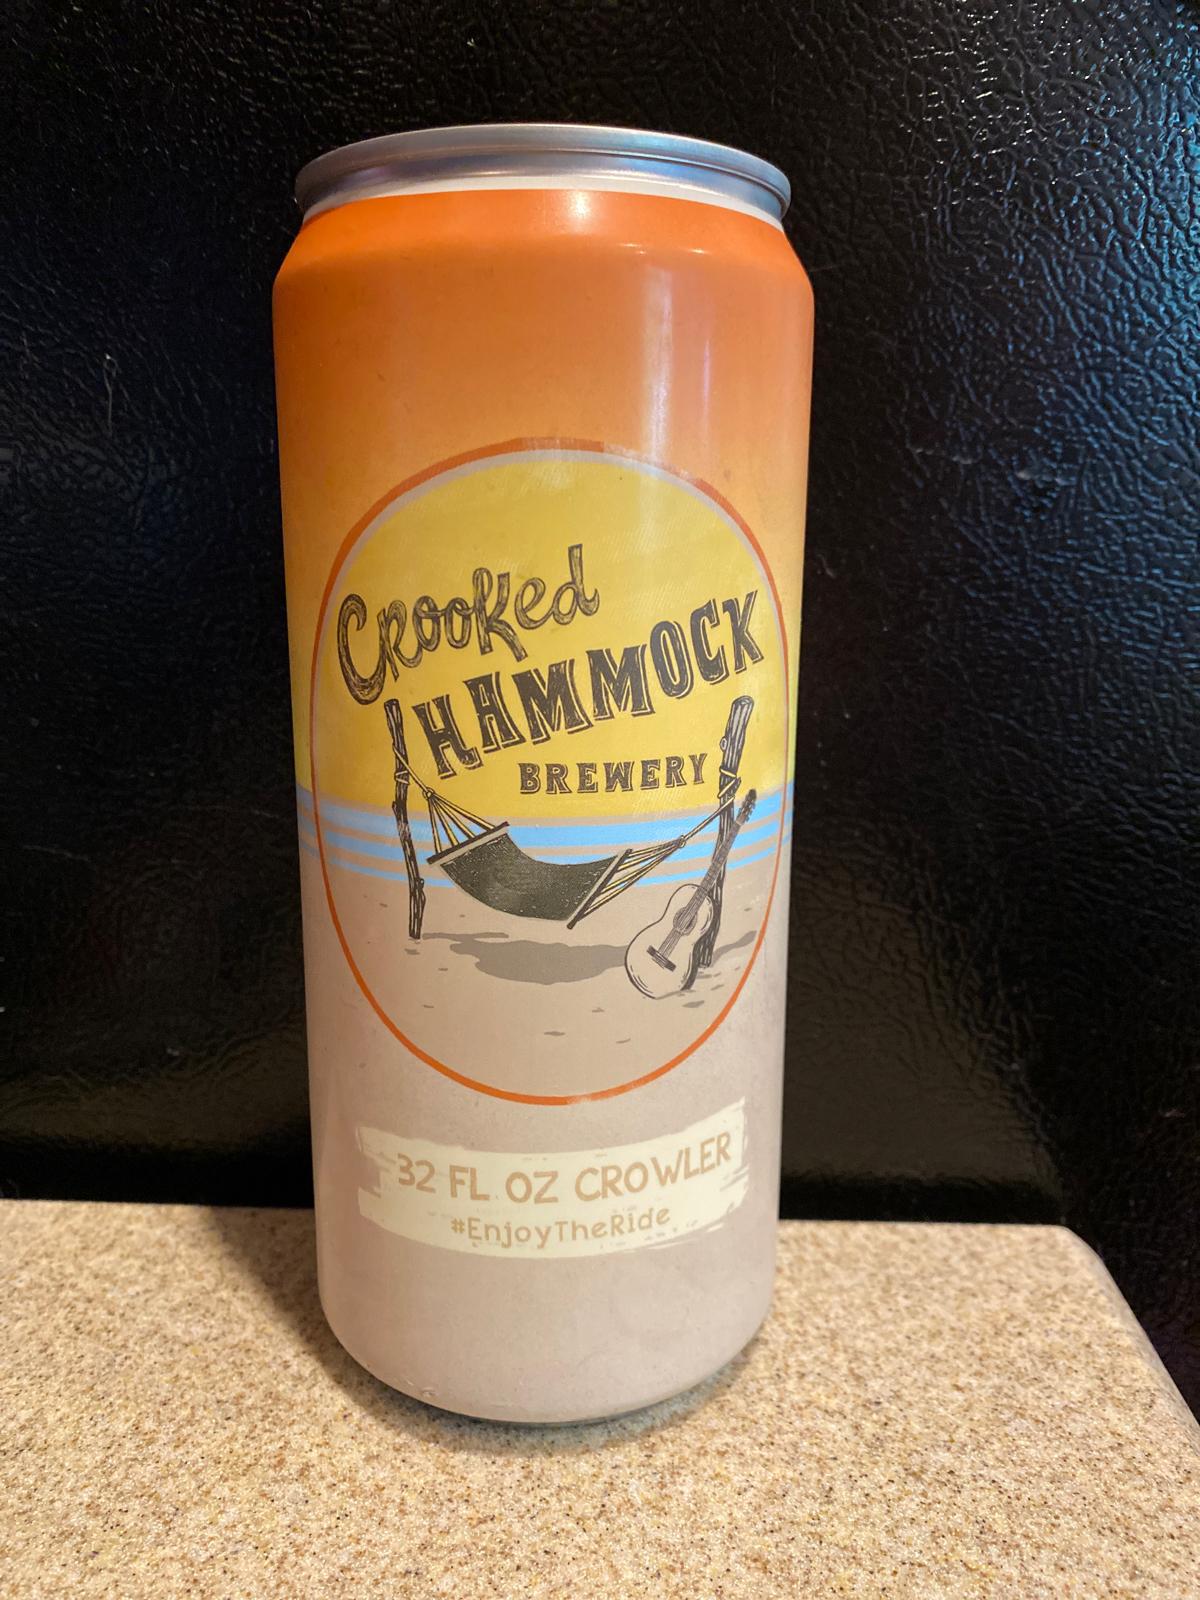 Crooked
HAMMOCK
BREWERY
32 FL OZ CROWLER
#EnjoyTheRide